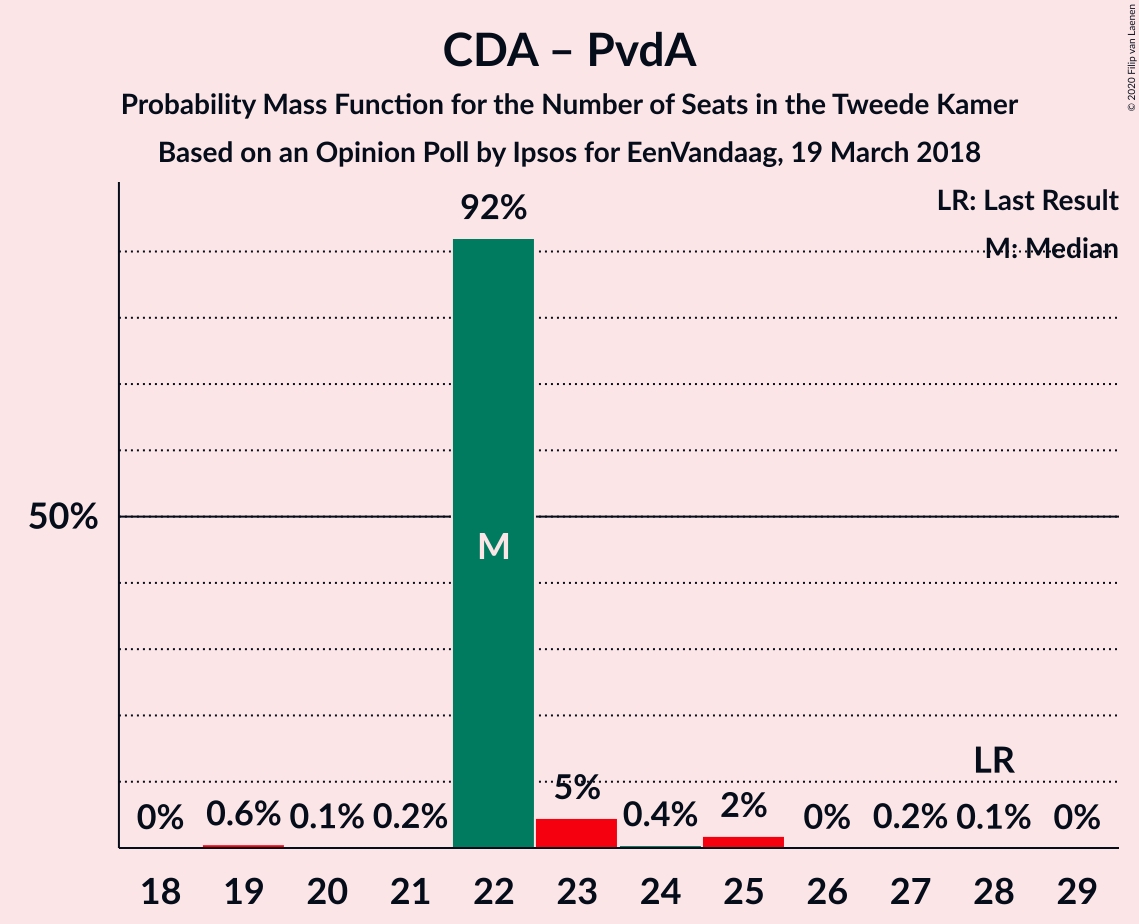 CDA – PvdA
Probability Mass Function for the Number of Seats in the Tweede Kamer
Based on an Opinion Poll by Ipsos for EenVandaag, 19 March 2018
© 2020 Filip van Laenen
LR: Last Result
M: Median
92%
50%
M
LR
0% 0.6% 0.1% 0.2% 5% 0.4% 2% 0% 0.2% 0.1% 0%
18 19 20 21 22 23 24 25 26 27 28 29